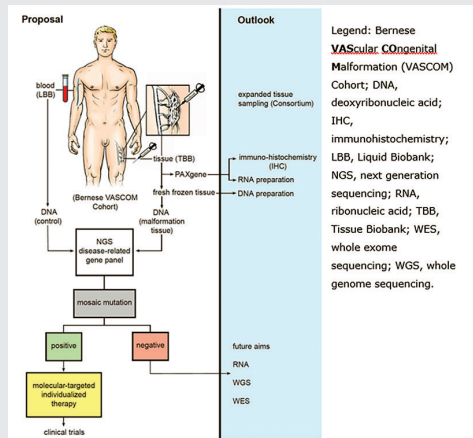 Proposal
Outlook
blood
(LBB)
expanded tissue
sampling (Consortium)
tissue (TBB)
immuno-histochemistry
(IHC)
PAXgene
RNA preparation
(Bernese VASCOM
Cohort)
fresh frozen tissue
DNA preparation
DNA
(control)
DNA
(malformation
tissue)
NGS
disease-related
gene panel
mosaic mutation
positive
negative
future aims
RNA
WGS
WES
molecular-targeted
individualized
therapy
clinical trials
Legend: Bernese
VAScular COngenital
Malformation (VASCOM)
Cohort; DNA,
deoxyribonucleic acid;
IHC,
immunohistochemistry;
LBB, Liquid Biobank;
NGS, next generation
sequencing; RNA,
ribonucleic acid; TBB,
Tissue Biobank; WES,
whole exome
sequencing; WGS, whole
genome sequencing.